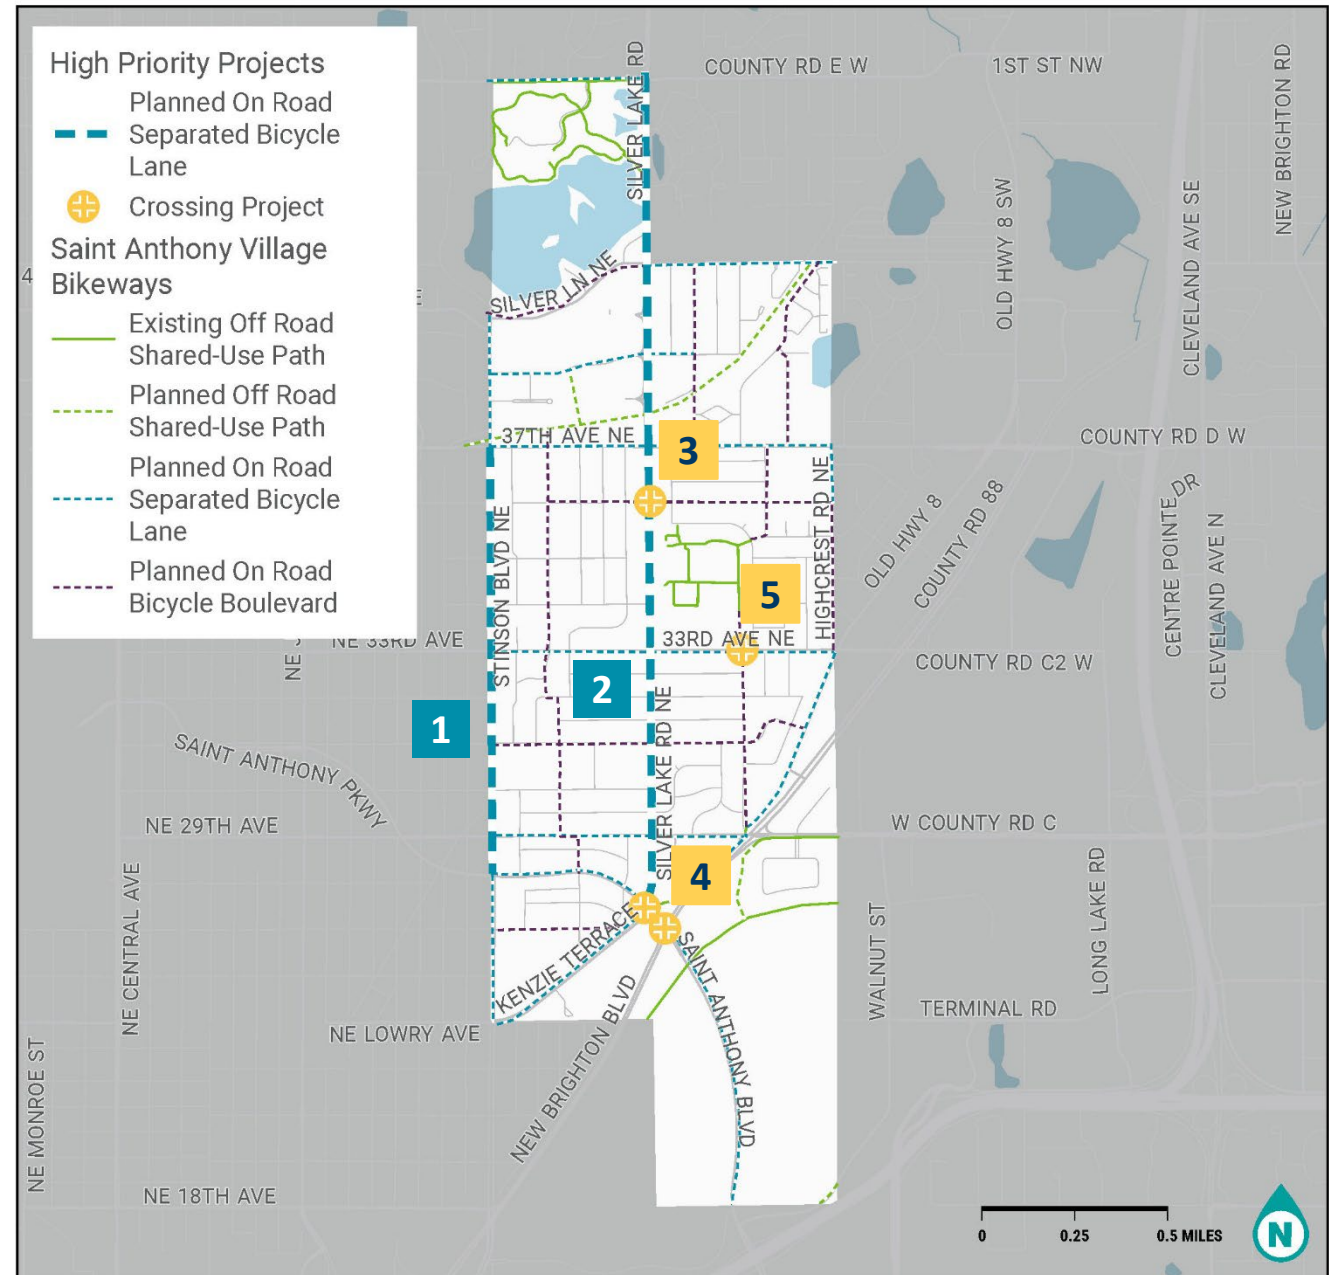 High Priority Projects
Planned On Road
Separated Bicycle
Lane
Crossing Project
Saint Anthony Village
Bikeways
Existing Off Road
Shared-Use Path
Planned Off Road
Shared-Use Path
Planned On Road
Separated Bicycle
Lane
Planned On Road
Bicycle Boulevard
SILVER LAKE RD
COUNTY RD E W
1ST ST NW
NEW BRIGHTON RD
OLD HWY 8 SW
CLEVELAND AVE SE
4
E
SILVER LN NE
37TH AVE NE
3
COUNTY RD D W
STINSON BLVD NE
HIGHCREST RD NE
OLD HWY 8
COUNTY RD 88
CENTRE POINTE DR
CLEVELAND AVE N
5
NE 33RD AVE
33RD AVE NE
COUNTY RD C2 W
2
1
SILVER LAKE RD NE
SAINT ANTHONY PKWY
NE 29TH AVE
W COUNTY RD C
4
NE CENTRAL AVE
KENZIE TERRACE
SAINT ANTHONY BLVD
WALNUT ST
LONG LAKE RD
NE LOWRY AVE
NEW BRIGHTON BLVD
TERMINAL RD
NE MONROE ST
NE 18TH AVE
0
0.25
0.5 MILES
N